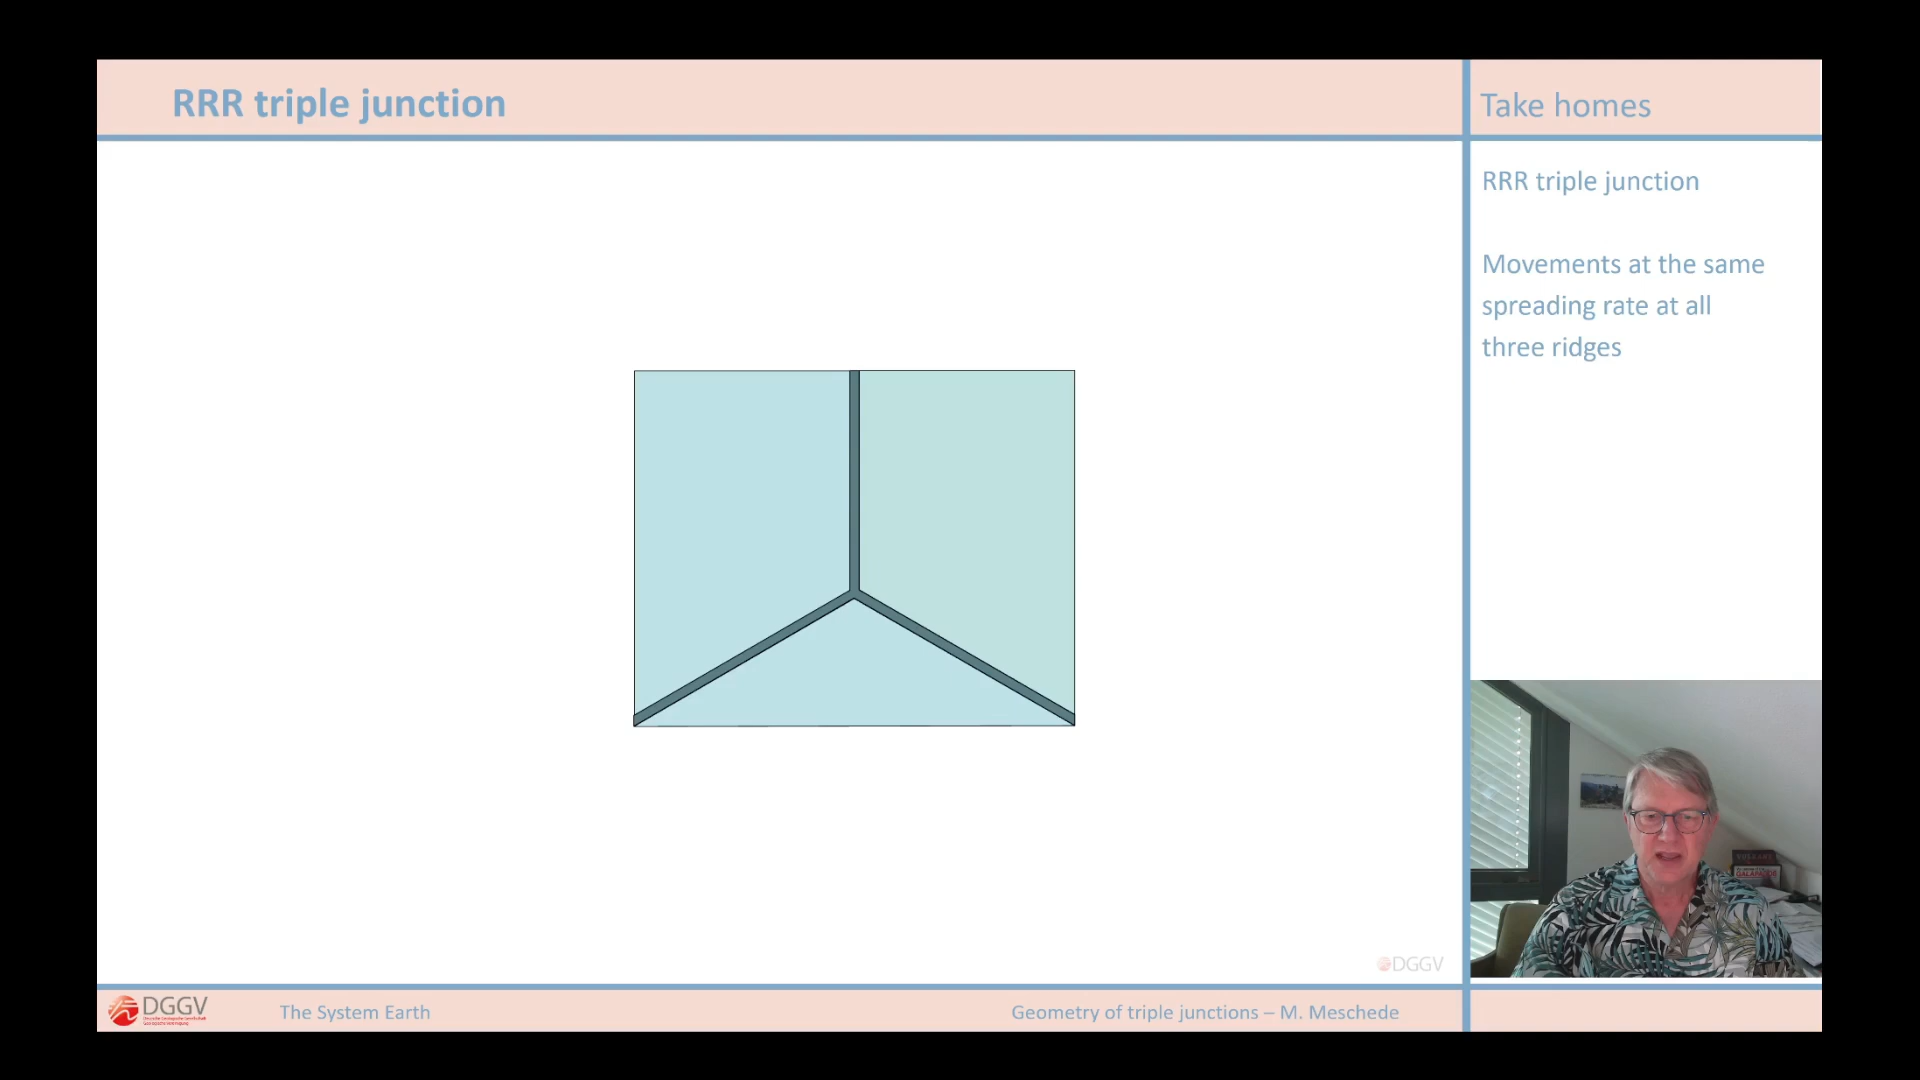 RRR triple junction
Take homes
RRR triple junction
Movements at the same
spreading rate at all
three ridges
GALAPAGOS
DGGV
DGGV
The System Earth
Geometry of triple junctions – M. Meschede